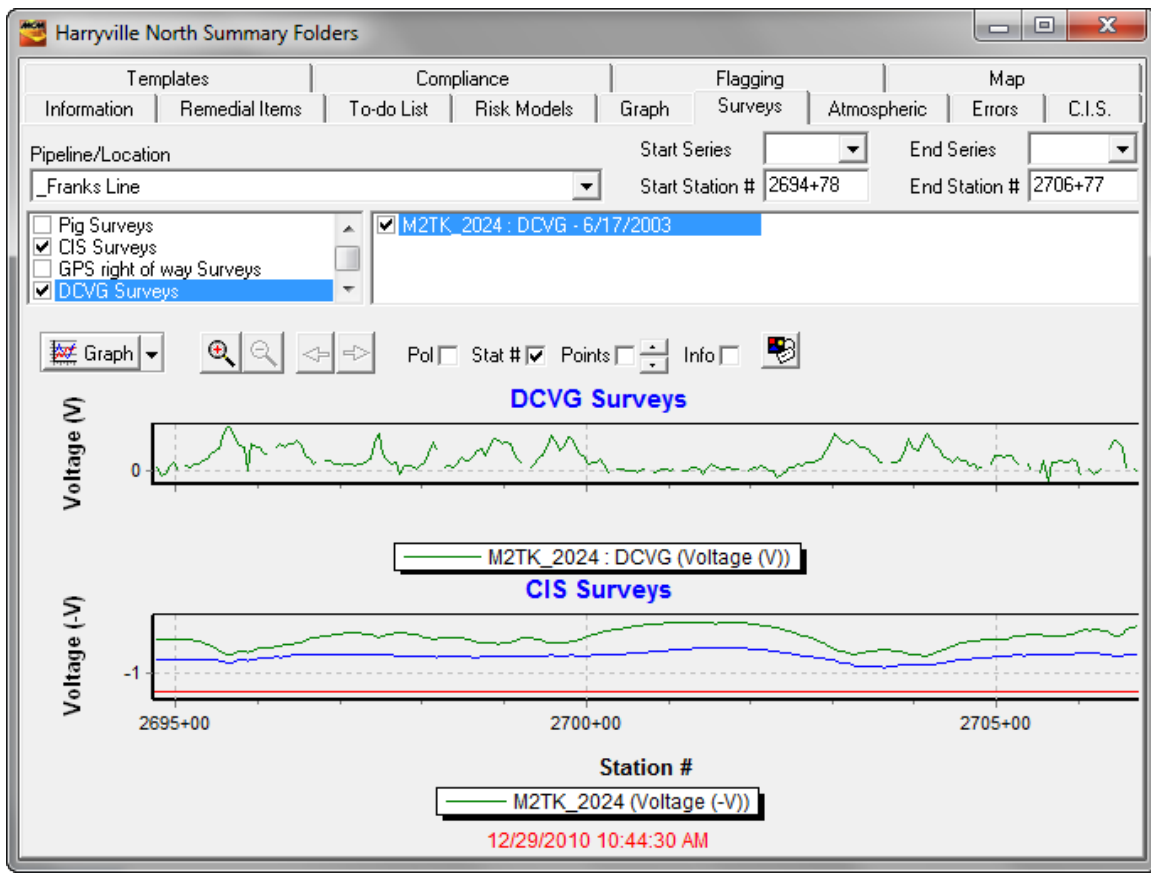 MCM
Harryville North Summary Folders
Templates Compliance Flagging Map
Information Remedial Items To-do List Risk Models Graph Surveys Atmospheric Errors C.I.S.
Pipeline/Location Start Series End Series
_Franks Line Start Station # 2694+78 End Station # 2706+77
Pig Surveys M2TK_2024 : DCVG - 6/17/2003
CIS Surveys
GPS right of way Surveys
DCVG Surveys
Graph Pol Stat # Points Info
DCVG Surveys
Voltage (V)
0
M2TK_2024 : DCVG (Voltage (V))
CIS Surveys
Voltage (-V)
-1
2695+00 2700+00 2705+00
Station #
M2TK_2024 (Voltage (-V))
12/29/2010 10:44:30 AM